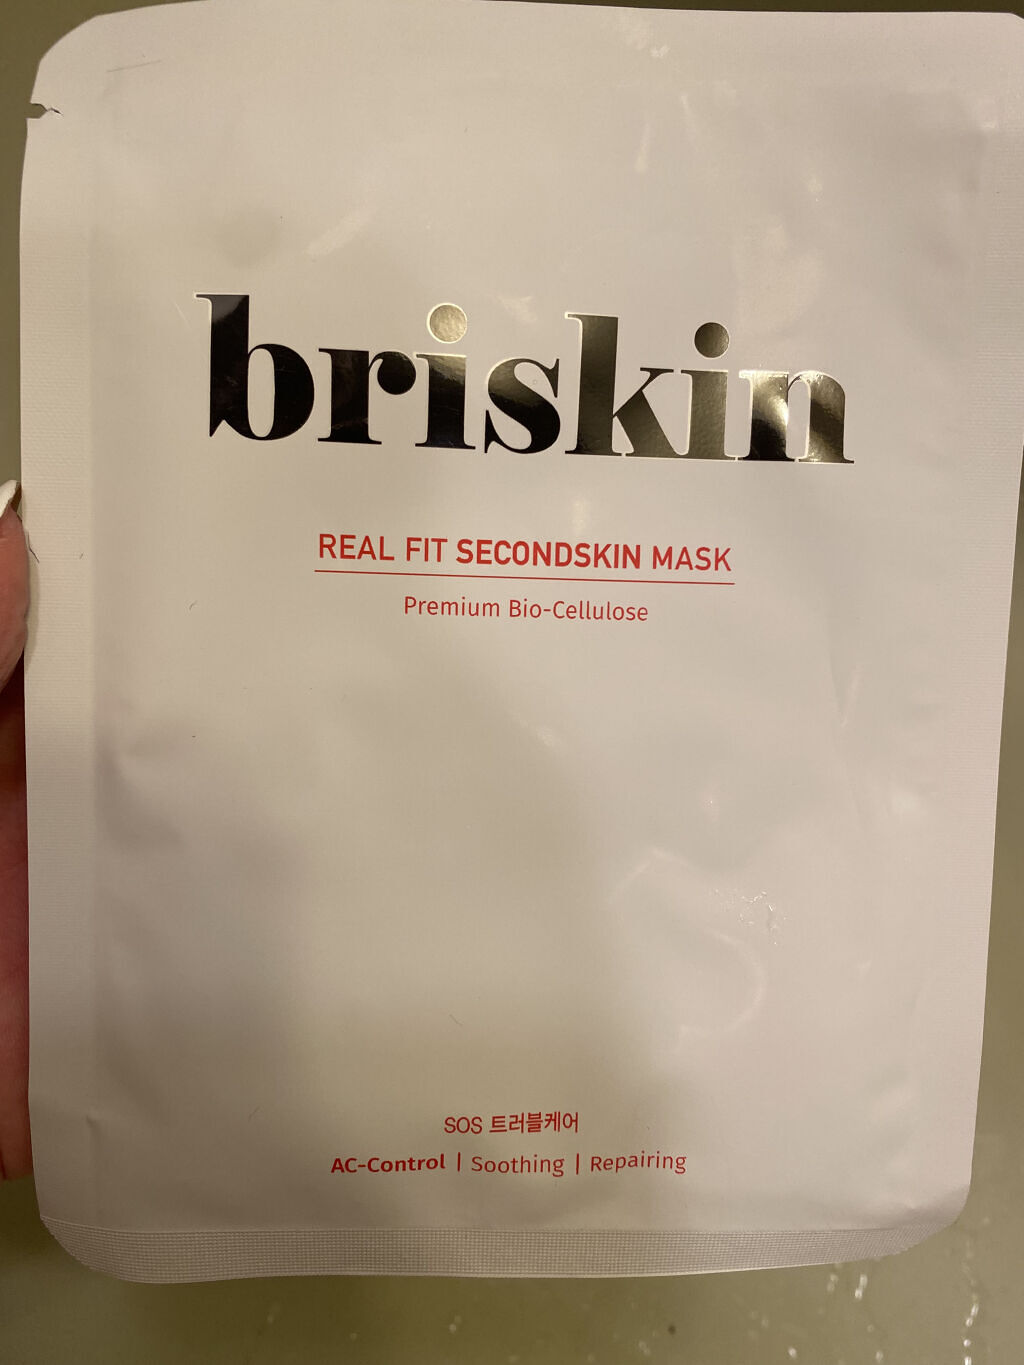 briskin
REAL FIT SECONDSKIN MASK
Premium Bio-Cellulose
SOS 트러블케어
AC-Control | Soothing | Repairing